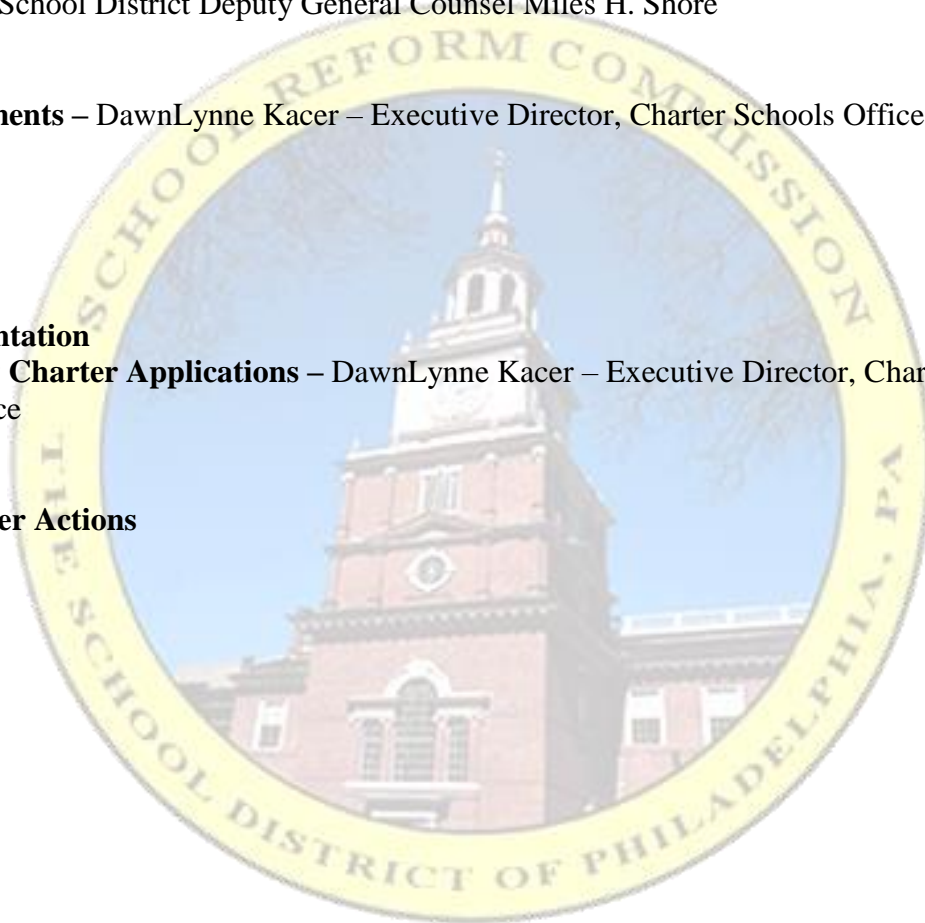 School District Deputy General Counsel Miles H. Shore
ments – DawnLynne Kacer – Executive Director, Charter Schools Office
ntation
Charter Applications – DawnLynne Kacer – Executive Director, Char
ce
er Actions
SCHOOL REFORM COMMISSION
THE SCHOOL DISTRICT OF PHILADELPHIA, PA